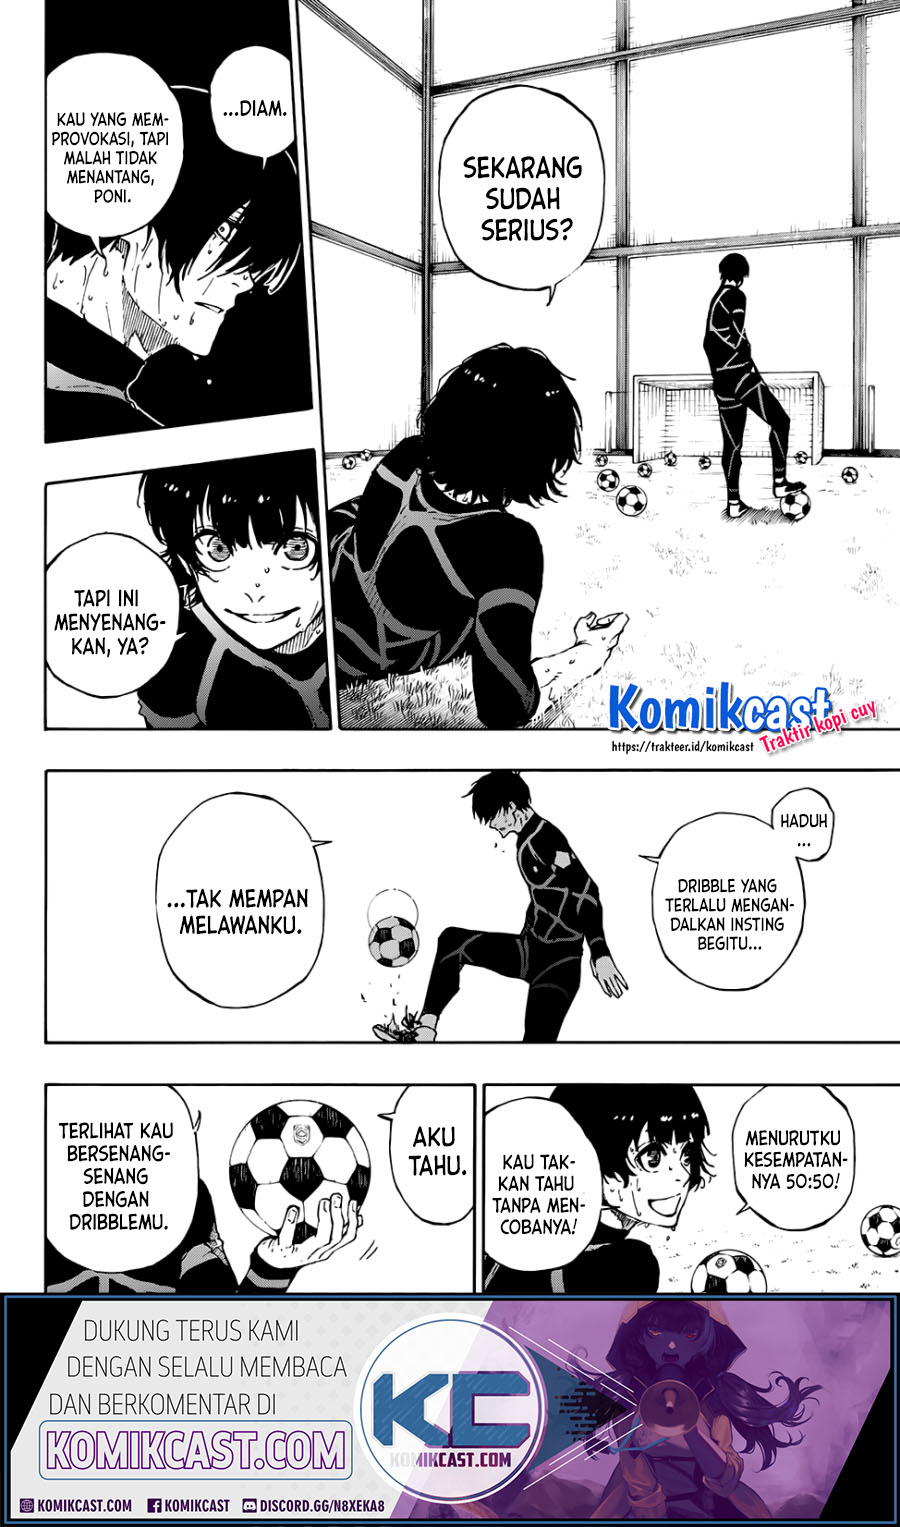 SEKARANG
SUDAH
SERIUS?
...DIAM.
KAU YANG MEM-
PROVOKASI, TAPI
MALAH TIDAK
MENANTANG,
PONI.
TAPI INI
MENYENANG-
KAN, YA?
Komikcast
Traktir kopi cuy
https://trakteer.id/komikcast
HADUH
...
DRIBBLE YANG
TERLALU MENGAN-
DALKAN INSTING
BEGITU...
...TAK MEMPAN
MELAWANKU.
MENURUTKU
KESEMPATAN-
NYA 50:50!
KAU TAK-
KAN TAHU
TANPA MEN-
COBANYA!
AKU
TAHU.
TERLIHAT KAU
BERSENANG-
SENANG
DENGAN
DRIBBLEMU.
DUKUNG TERUS KAMI
DENGAN SELALU MEMBACA
DAN BERKOMENTAR DI
KOMIKCAST.COM
KC
KOMIKCAST.COM
KOMIKCAST.COM
KOMIKCAST
DISCORD.GG/N8XEKA8